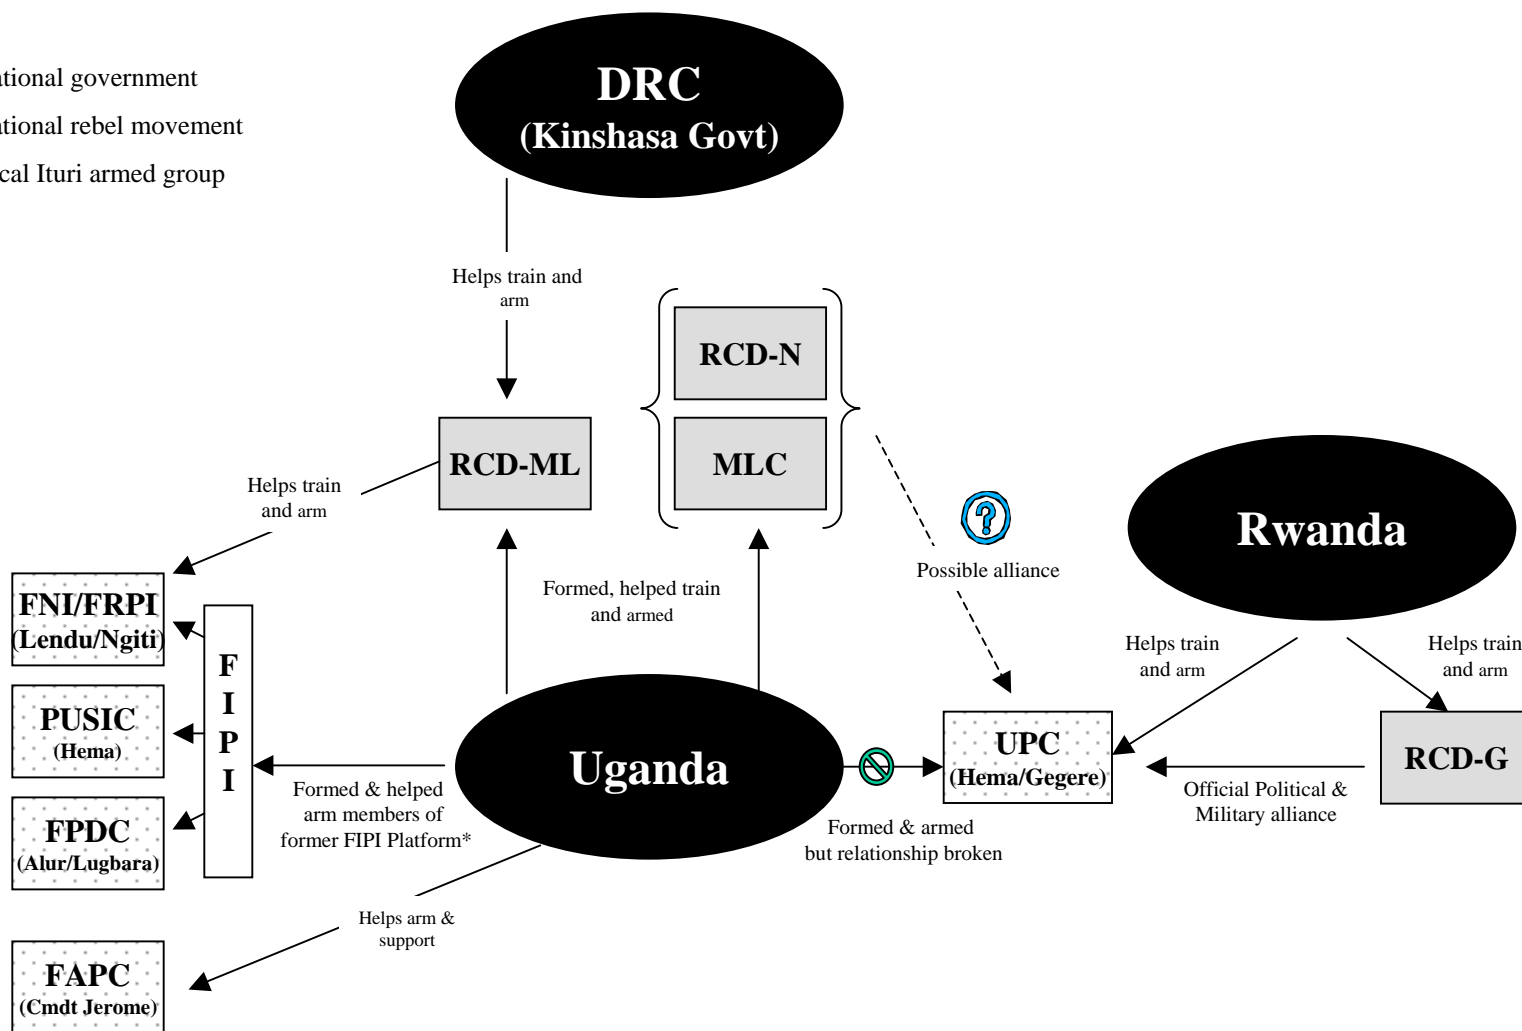 ational government
ational rebel movement
cal Ituri armed group
DRC
(Kinshasa Govt)
Helps train and
arm
RCD-N
RCD-ML
MLC
Helps train
and arm
?
Possible alliance
Rwanda
Formed, helped train
and armed
FNI/FRPI
(Lendu/Ngiti)
F
I
P
I
PUSIC
(Hema)
FPDC
(Alur/Lugbara)
Formed & helped
arm members of
former FIPI Platform*
Uganda
Formed & armed
but relationship broken
UPC
(Hema/Gegere)
Helps train
and arm
Helps train
and arm
RCD-G
Official Political &
Military alliance
Helps arm &
support
FAPC
(Cmdt Jerome)